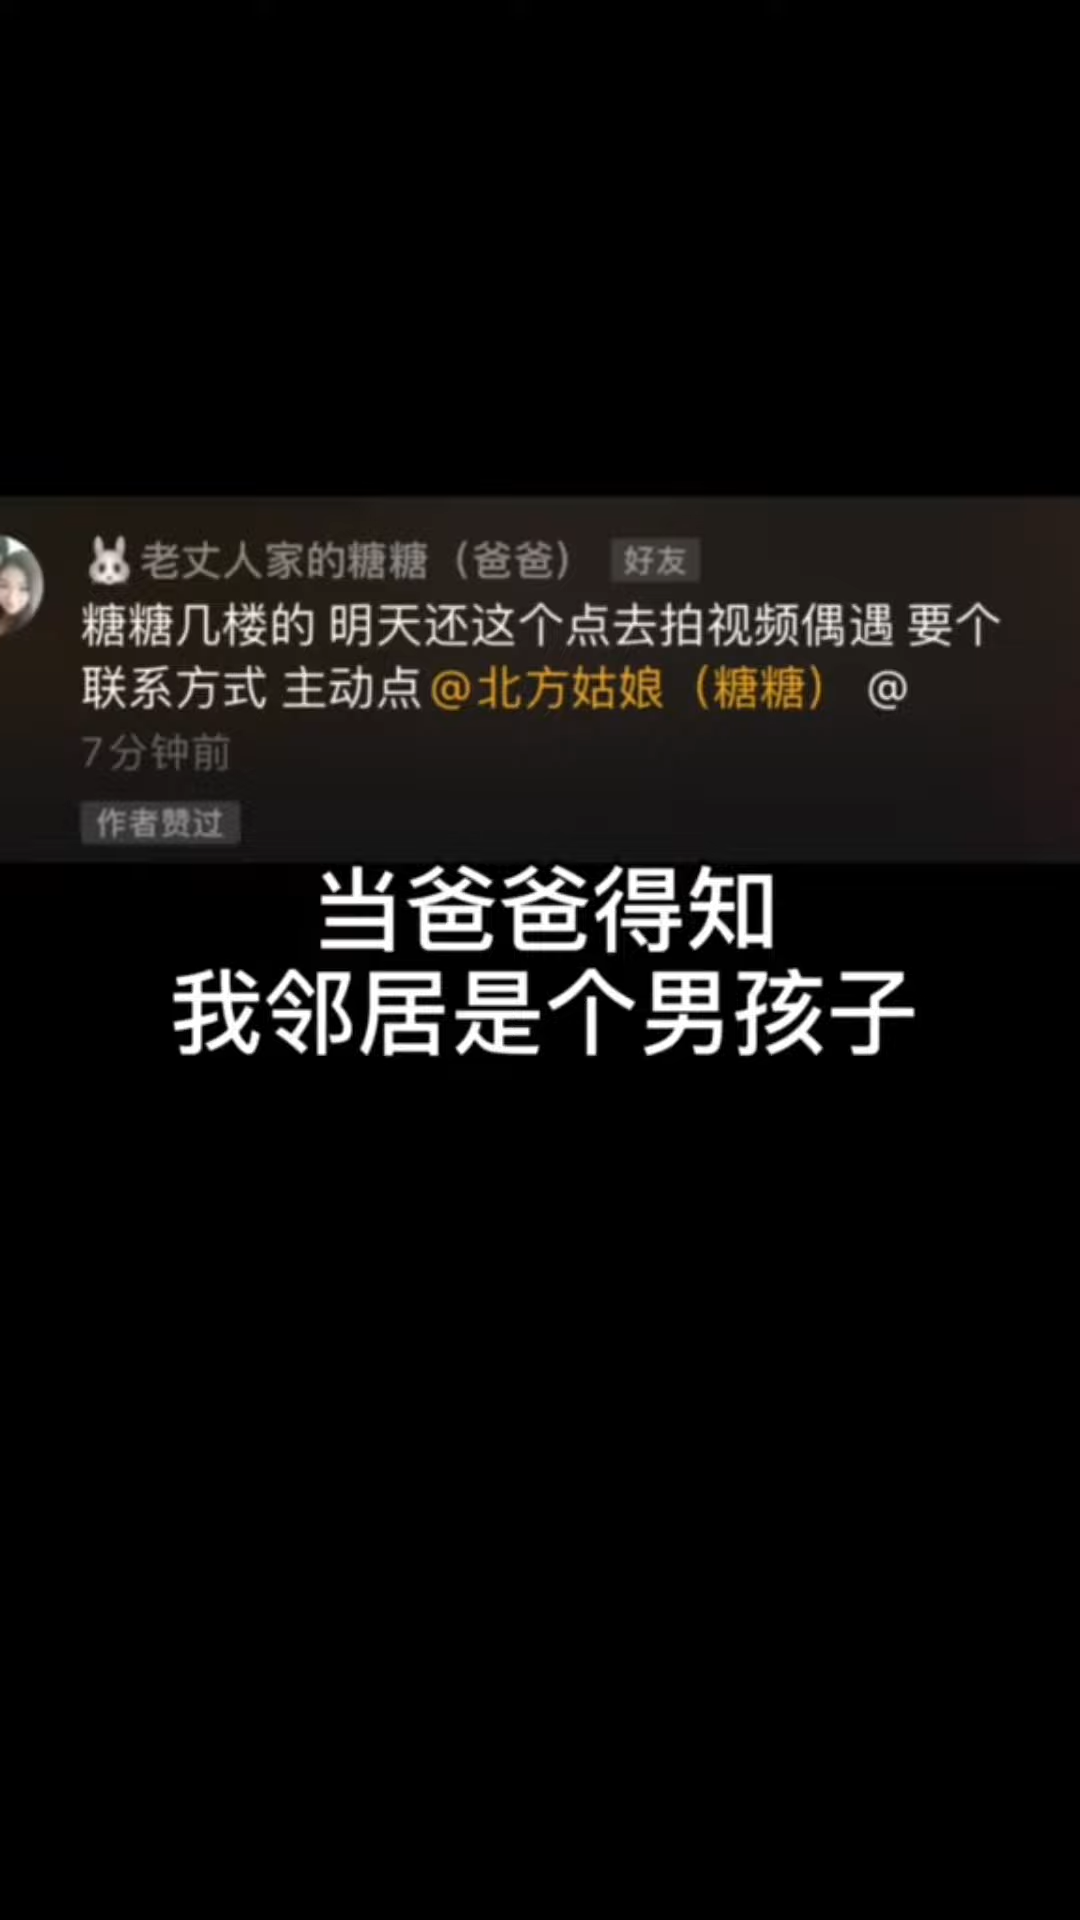 老丈人家的糖糖（爸爸） 好友
糖糖几楼的 明天还这个点去拍视频偶遇 要个
联系方式 主动点@北方姑娘（糖糖） @
7分钟前
作者赞过
当爸爸得知
我邻居是个男孩子